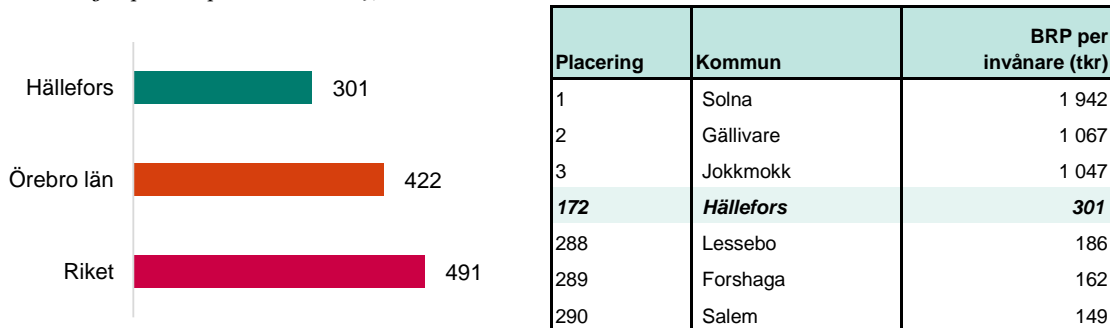 Hällefors 301
Örebro län 422
Riket 491
Placering Kommun BRP per invånare (tkr)
1 Solna 1 942
2 Gällivare 1 067
3 Jokkmokk 1 047
172 Hällefors 301
288 Lessebo 186
289 Forshaga 162
290 Salem 149